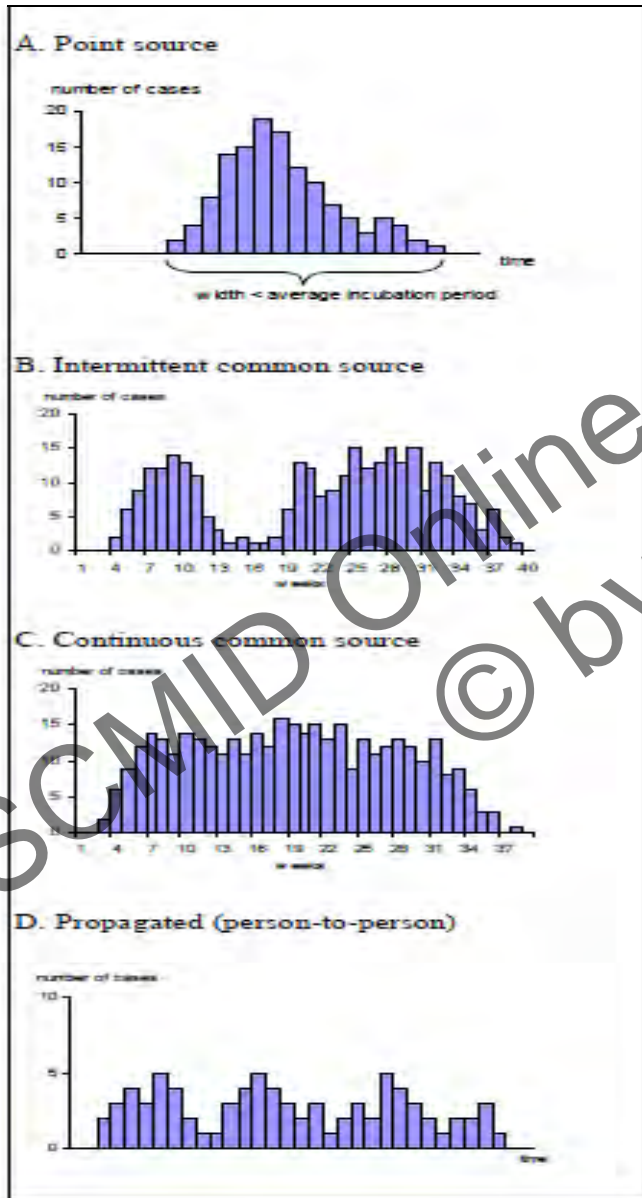 A. Point source
number of cases
20
15
10
5
0
time
width < average incubation period
B. Intermittent common source
number of cases
20
15
10
5
0
1 4 7 10 13 16 19 22 25 28 31 34 37 40
C. Continuous common source
number of cases
20
15
10
5
0
1 4 7 10 13 16 19 22 25 28 31 34 37
D. Propagated (person-to-person)
number of cases
10
5
0
time
SCMID Online
© by